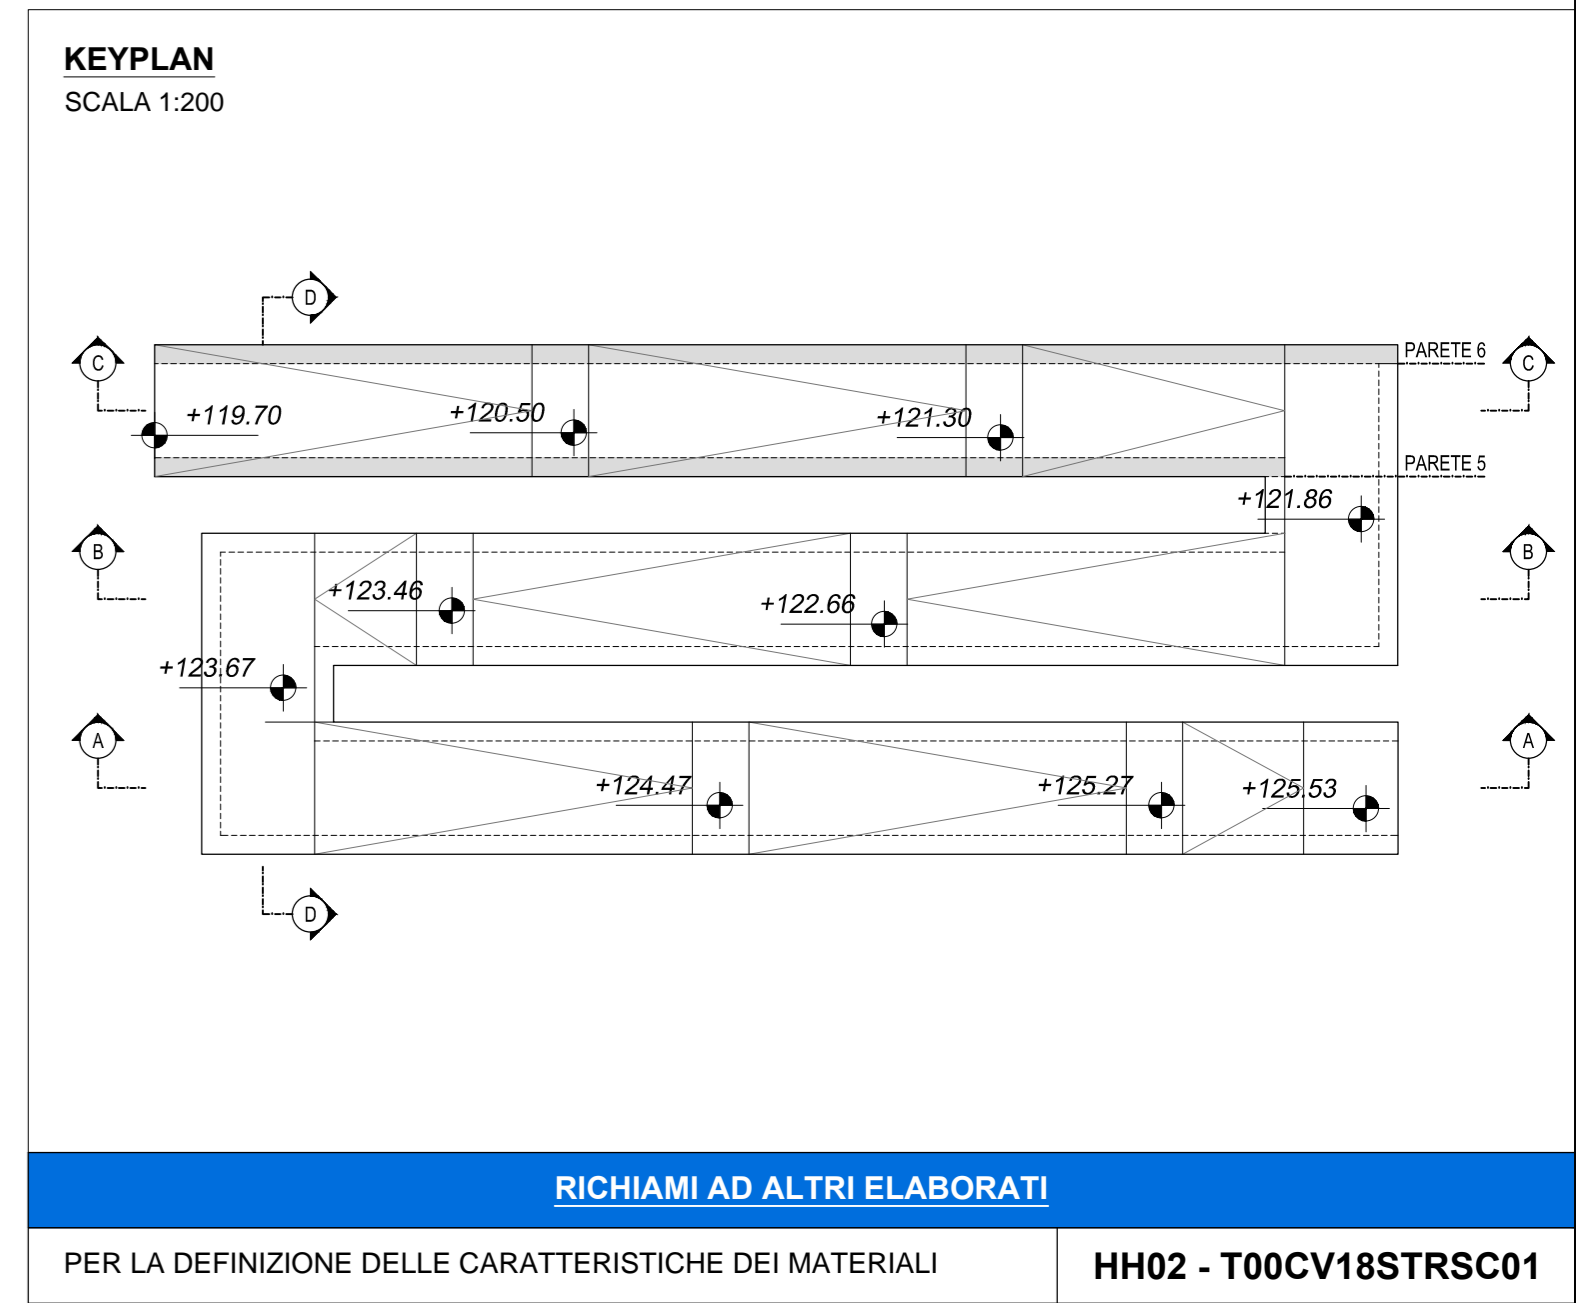 KEYPLAN
SCALA 1:200
D
C
PARETE 6
C
+119.70
+120.50
+121.30
PARETE 5
+121.86
B
B
+123.46
+122.66
+123.67
A
A
+124.47
+125.27
+125.53
D
RICHIAMI AD ALTRI ELABORATI
PER LA DEFINIZIONE DELLE CARATTERISTICHE DEI MATERIALI
HH02 - T00CV18STRSC01